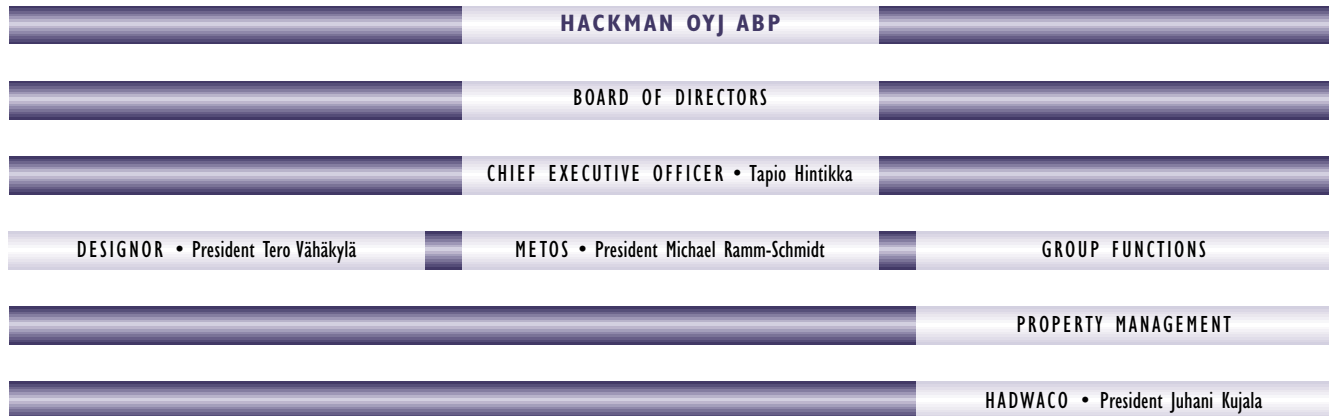 HACKMAN OYJ ABP
BOARD OF DIRECTORS
CHIEF EXECUTIVE OFFICER • Tapio Hintikka
DESIGNOR • President Tero Vähäkylä
METOS • President Michael Ramm-Schmidt
GROUP FUNCTIONS
PROPERTY MANAGEMENT
HADWACO • President Juhani Kujala